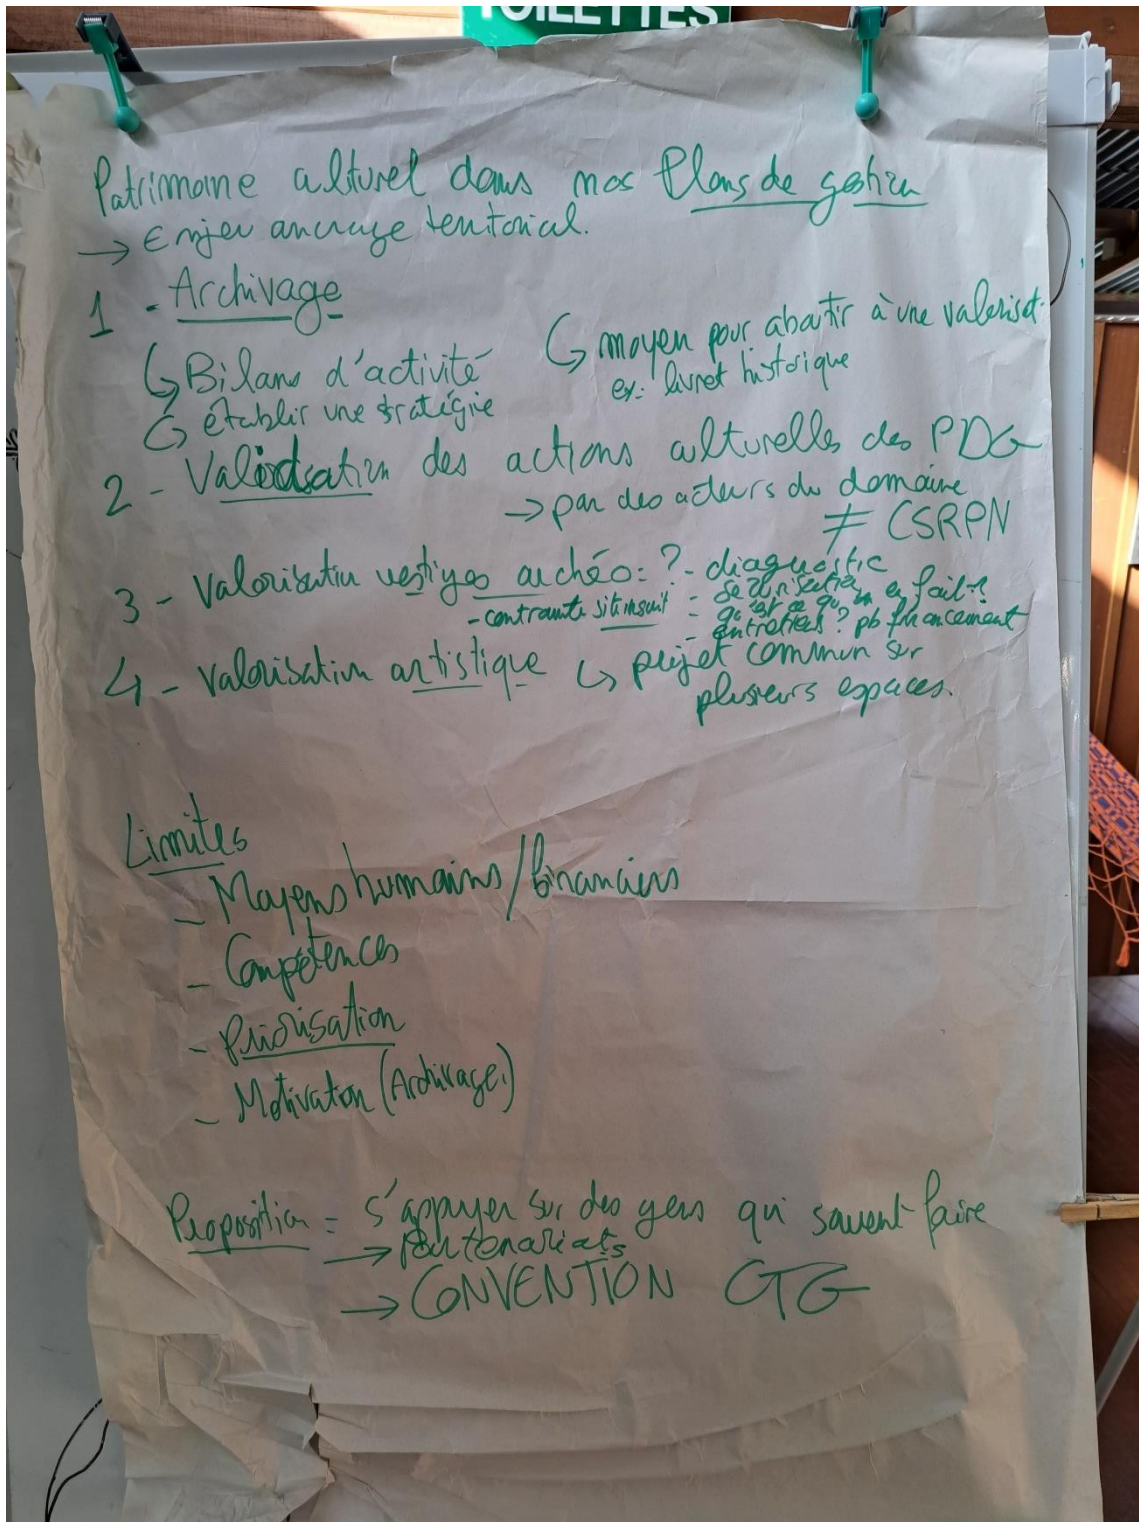 TOILETTES
Patrimoine culturel dans nos Plans de gestion
→ Enjeu ancrage territorial.
1 - Archivage
↳ Bilans d'activité
↳ établir une stratégie
↳ moyen pour aboutir à une valorisat.
ex: livret historique
2 - Validation des actions culturelles des PDG
→ par des acteurs du domaine
≠ CSRPN
3 - Valorisation vestiges archéo: ? - diagnostic
- contrainte site inscrit - sécurisation
- qu'est ce qu'on en fait ?
- entretiens? pb financement
4 - Valorisation artistique ↳ projet commun sur
plusieurs espaces.
Limites
- Moyens humains/financiers
- Compétences
- Priorisation
- Motivation (Archivage.)
Proposition = s'appuyer sur des gens qui savent faire
→ Partenariats
→ CONVENTION CTG